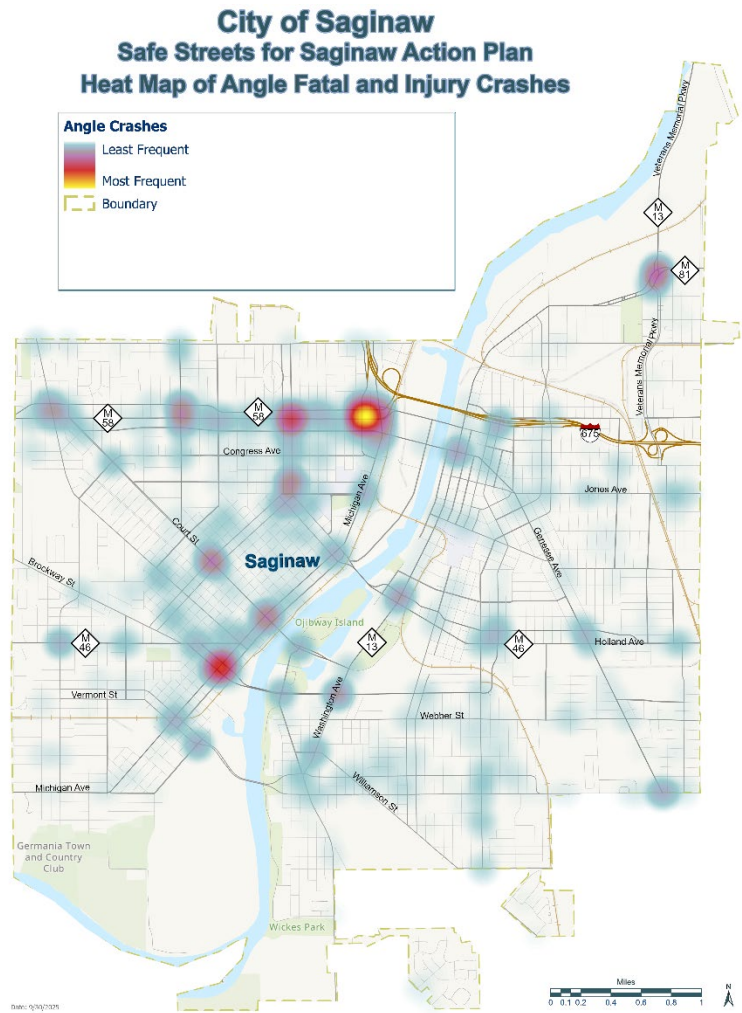 City of Saginaw
Safe Streets for Saginaw Action Plan
Heat Map of Angle Fatal and Injury Crashes
Angle Crashes
Least Frequent
Most Frequent
Boundary
Veterans Memorial Pkwy
M
13
M
81
Veterans Memorial Pkwy
M
58
M
58
675
Congress Ave
Michigan Ave
Jones Ave
Court St
Genesee Ave
Brockway St
Saginaw
Ojibway Island
M
46
M
13
M
46
Holland Ave
Vermont St
Washington Ave
Webber St
Michigan Ave
Williamson St
Germania Town
and Country
Club
Wickes Park
Miles
0 0.1 0.2 0.4 0.6 0.8 1
N
Date: 9/30/2025